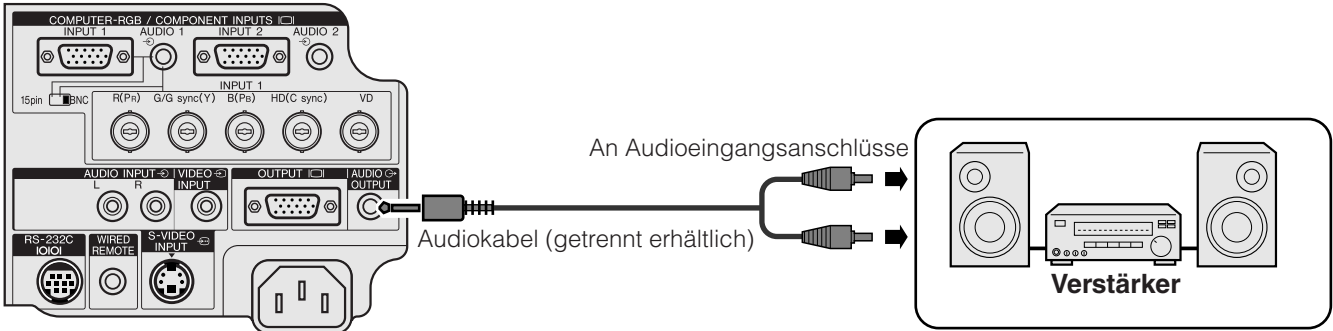 COMPUTER-RGB / COMPONENT INPUTS
INPUT 1 AUDIO 1 INPUT 2 AUDIO 2
INPUT 1
15pin BNC
R(PR) G/G sync(Y) B(PB) HD(C sync) VD
AUDIO INPUT
L R
VIDEO INPUT
OUTPUT
AUDIO OUTPUT
RS-232C
IOIOI
WIRED REMOTE
S-VIDEO INPUT
An Audioeingangsanschlüsse
Audiokabel (getrennt erhältlich)
Verstärker